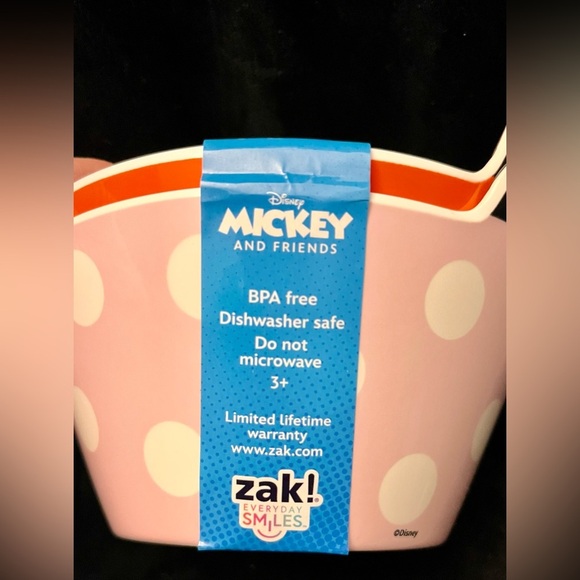 Disney
MICKEY
AND FRIENDS
BPA free
Dishwasher safe
Do not
microwave
3+
Limited lifetime
warranty
www.zak.com
zak!®
EVERYDAY
SMILES™
©Disney